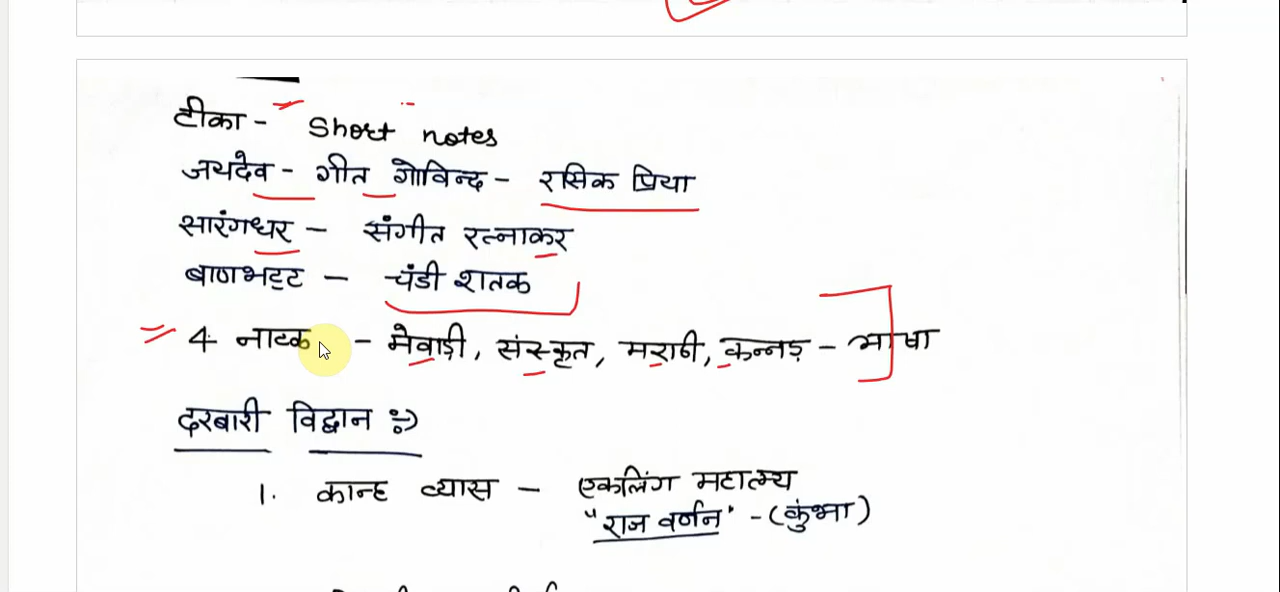 टीका - Short notes
जयदेव - गीत गोविन्द - रसिक प्रिया
सारंगधर - संगीत रत्नाकर
बाणभट्ट - चंडी शतक
4 नाटक - मेवाड़ी, संस्कृत, मराठी, कन्नड़ - भाषा
दरबारी विद्वान :-)
1. कान्ह व्यास - एकलिंग महात्म्य
"राज वर्णन" - (कुंभा)